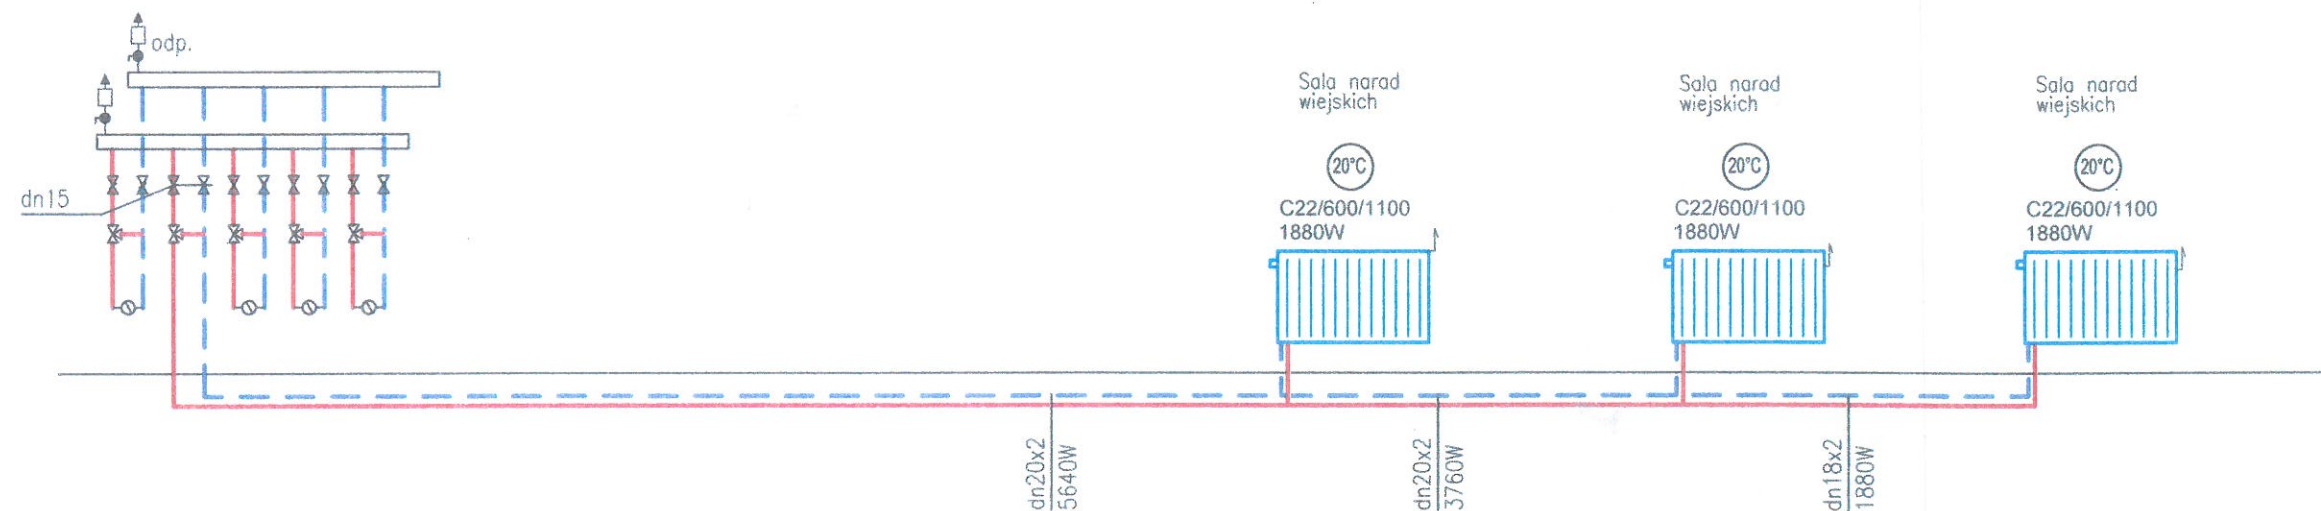 odp.
dn15
Sala narad
wiejskich
20°C
C22/600/1100
1880W
Sala narad
wiejskich
20°C
C22/600/1100
1880W
Sala narad
wiejskich
20°C
C22/600/1100
1880W
dn20x2
5640W
dn20x2
3760W
dn18x2
1880W